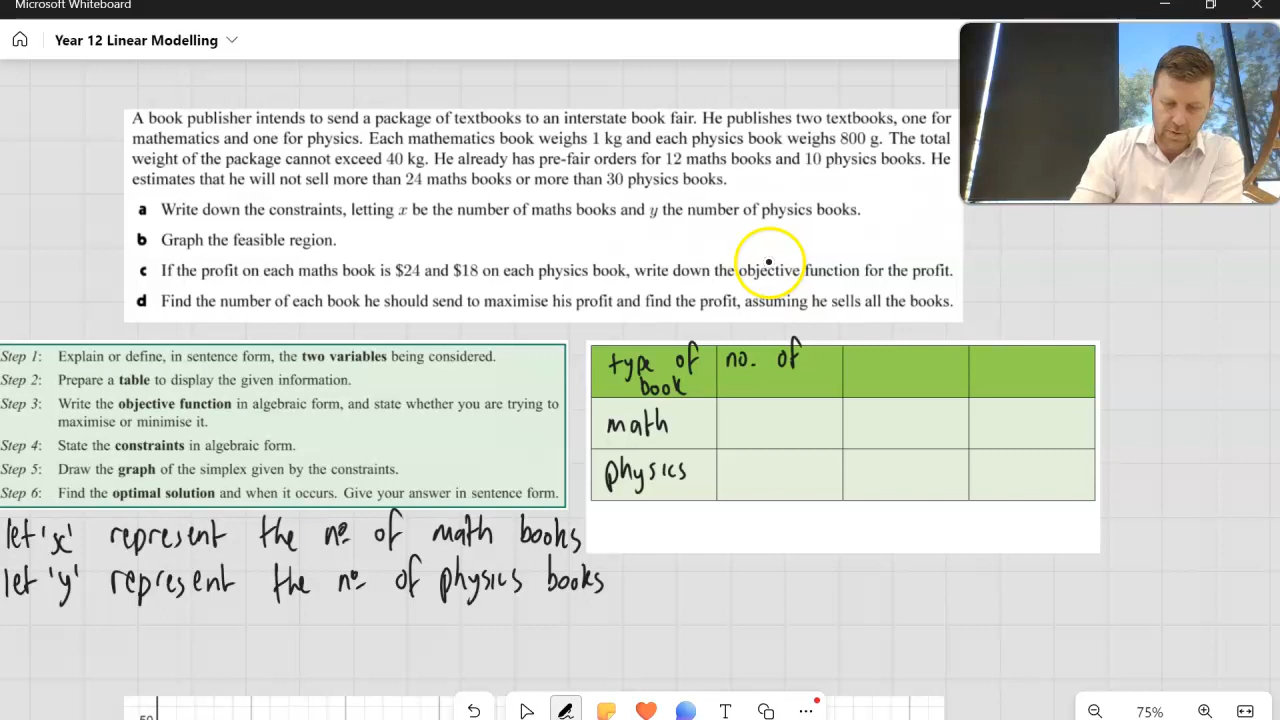 Microsoft Whiteboard
Year 12 Linear Modelling
A book publisher intends to send a package of textbooks to an interstate book fair. He publishes two textbooks, one for
mathematics and one for physics. Each mathematics book weighs 1 kg and each physics book weighs 800 g. The total
weight of the package cannot exceed 40 kg. He already has pre-fair orders for 12 maths books and 10 physics books. He
estimates that he will not sell more than 24 maths books or more than 30 physics books.
a Write down the constraints, letting x be the number of maths books and y the number of physics books.
b Graph the feasible region.
c If the profit on each maths book is $24 and $18 on each physics book, write down the objective function for the profit.
d Find the number of each book he should send to maximise his profit and find the profit, assuming he sells all the books.
Step 1: Explain or define, in sentence form, the two variables being considered.
Step 2: Prepare a table to display the given information.
Step 3: Write the objective function in algebraic form, and state whether you are trying to
maximise or minimise it.
Step 4: State the constraints in algebraic form.
Step 5: Draw the graph of the simplex given by the constraints.
Step 6: Find the optimal solution and when it occurs. Give your answer in sentence form.
type of no. of
book
math
physics
let 'x' represent the no of math books
let 'y' represent the no of physics books
50
T
75%